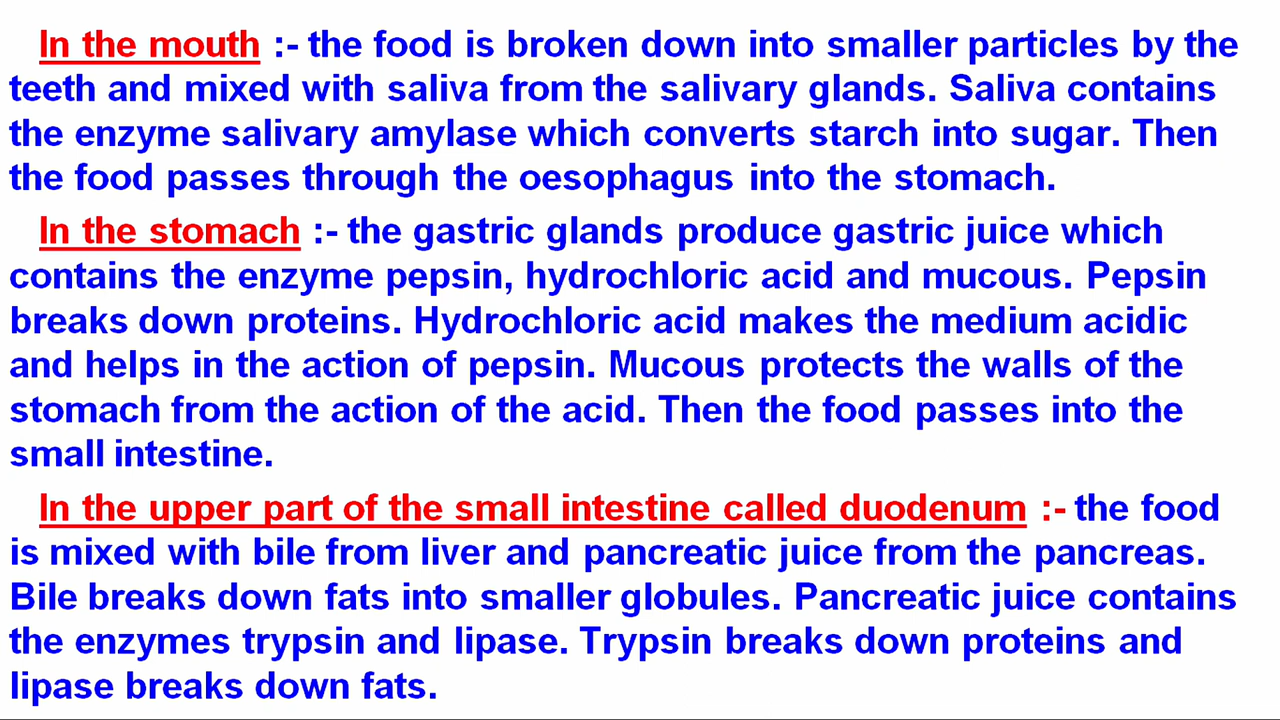 In the mouth :- the food is broken down into smaller particles by the
teeth and mixed with saliva from the salivary glands. Saliva contains
the enzyme salivary amylase which converts starch into sugar. Then
the food passes through the oesophagus into the stomach.
In the stomach :- the gastric glands produce gastric juice which
contains the enzyme pepsin, hydrochloric acid and mucous. Pepsin
breaks down proteins. Hydrochloric acid makes the medium acidic
and helps in the action of pepsin. Mucous protects the walls of the
stomach from the action of the acid. Then the food passes into the
small intestine.
In the upper part of the small intestine called duodenum :- the food
is mixed with bile from liver and pancreatic juice from the pancreas.
Bile breaks down fats into smaller globules. Pancreatic juice contains
the enzymes trypsin and lipase. Trypsin breaks down proteins and
lipase breaks down fats.